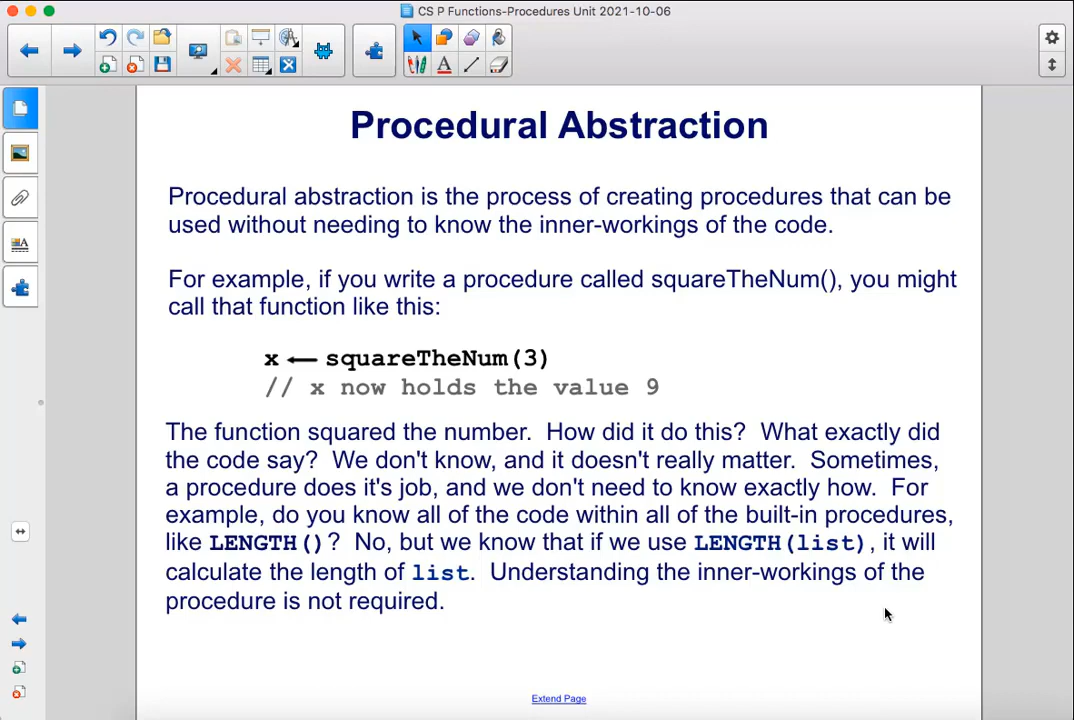 CS P Functions-Procedures Unit 2021-10-06
Procedural Abstraction
Procedural abstraction is the process of creating procedures that can be
used without needing to know the inner-workings of the code.
For example, if you write a procedure called squareTheNum(), you might
call that function like this:
x ← squareTheNum(3)
// x now holds the value 9
The function squared the number. How did it do this? What exactly did
the code say? We don't know, and it doesn't really matter. Sometimes,
a procedure does it's job, and we don't need to know exactly how. For
example, do you know all of the code within all of the built-in procedures,
like LENGTH()? No, but we know that if we use LENGTH(list), it will
calculate the length of list. Understanding the inner-workings of the
procedure is not required.
Extend Page